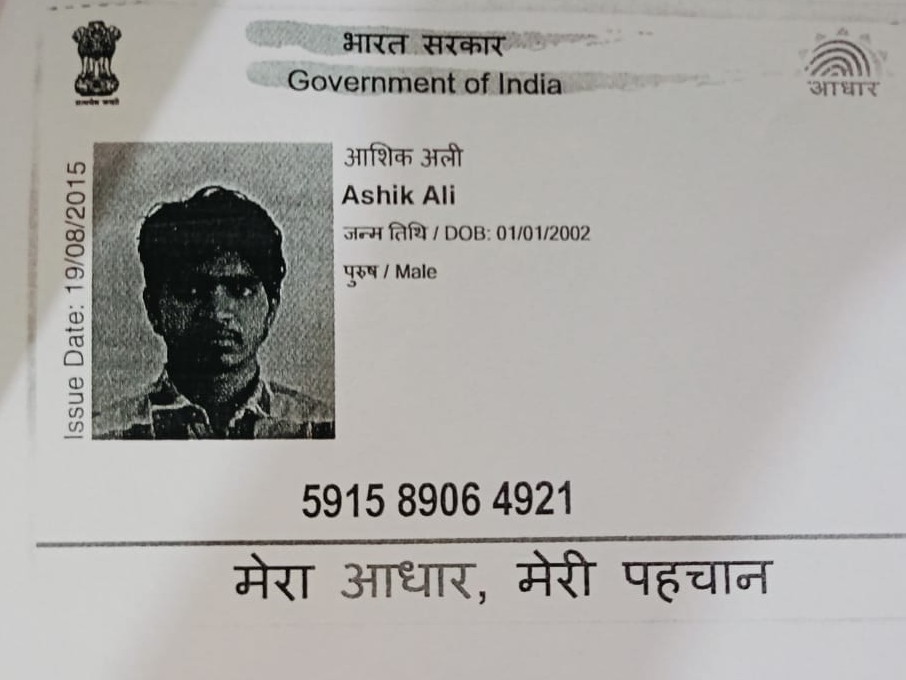 भारत सरकार
Government of India
आधार
Issue Date: 19/08/2015
आशिक अली
Ashik Ali
जन्म तिथि / DOB: 01/01/2002
पुरुष / Male
5915 8906 4921
मेरा आधार, मेरी पहचान